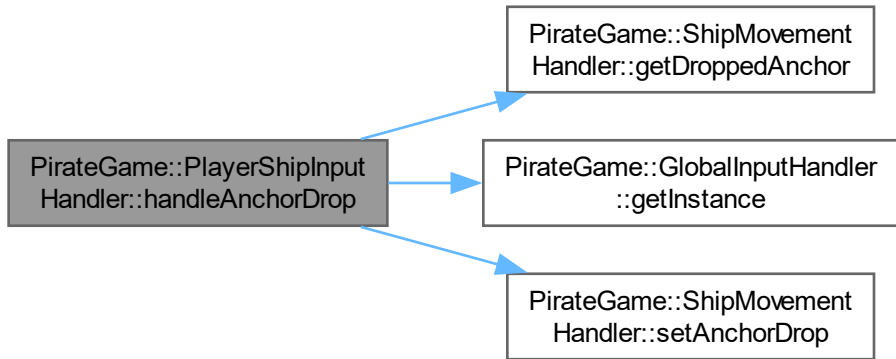 PirateGame::ShipMovement
Handler::getDroppedAnchor
PirateGame::PlayerShipInput
Handler::handleAnchorDrop
PirateGame::GlobalInputHandler
::getInstance
PirateGame::ShipMovement
Handler::setAnchorDrop